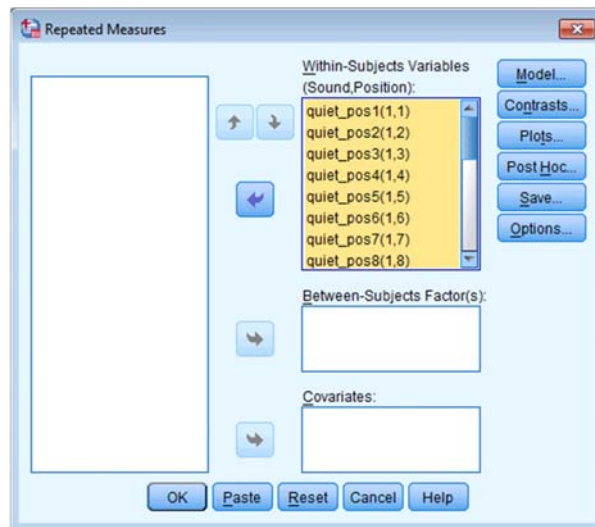 Repeated Measures
Within-Subjects Variables
(Sound,Position):
quiet_pos1(1,1)
quiet_pos2(1,2)
quiet_pos3(1,3)
quiet_pos4(1,4)
quiet_pos5(1,5)
quiet_pos6(1,6)
quiet_pos7(1,7)
quiet_pos8(1,8)
Model...
Contrasts...
Plots...
Post Hoc...
Save...
Options...
Between-Subjects Factor(s):
Covariates:
OK Paste Reset Cancel Help